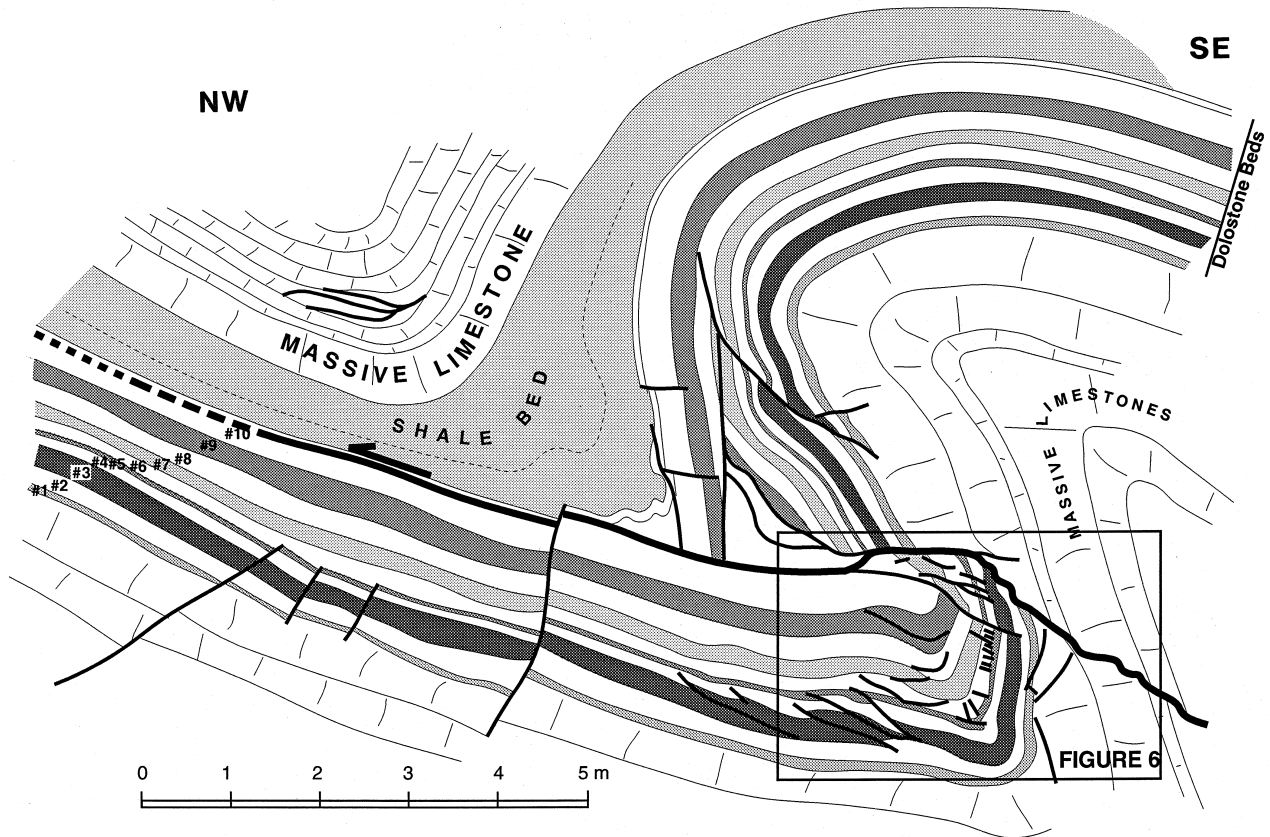 NW
SE
Dolostone Beds
MASSIVE LIMESTONE
SHALE BED
MASSIVE LIMESTONES
#10
#9
#8
#7
#6
#5
#4
#3
#2
#1
FIGURE 6
0 1 2 3 4 5 m